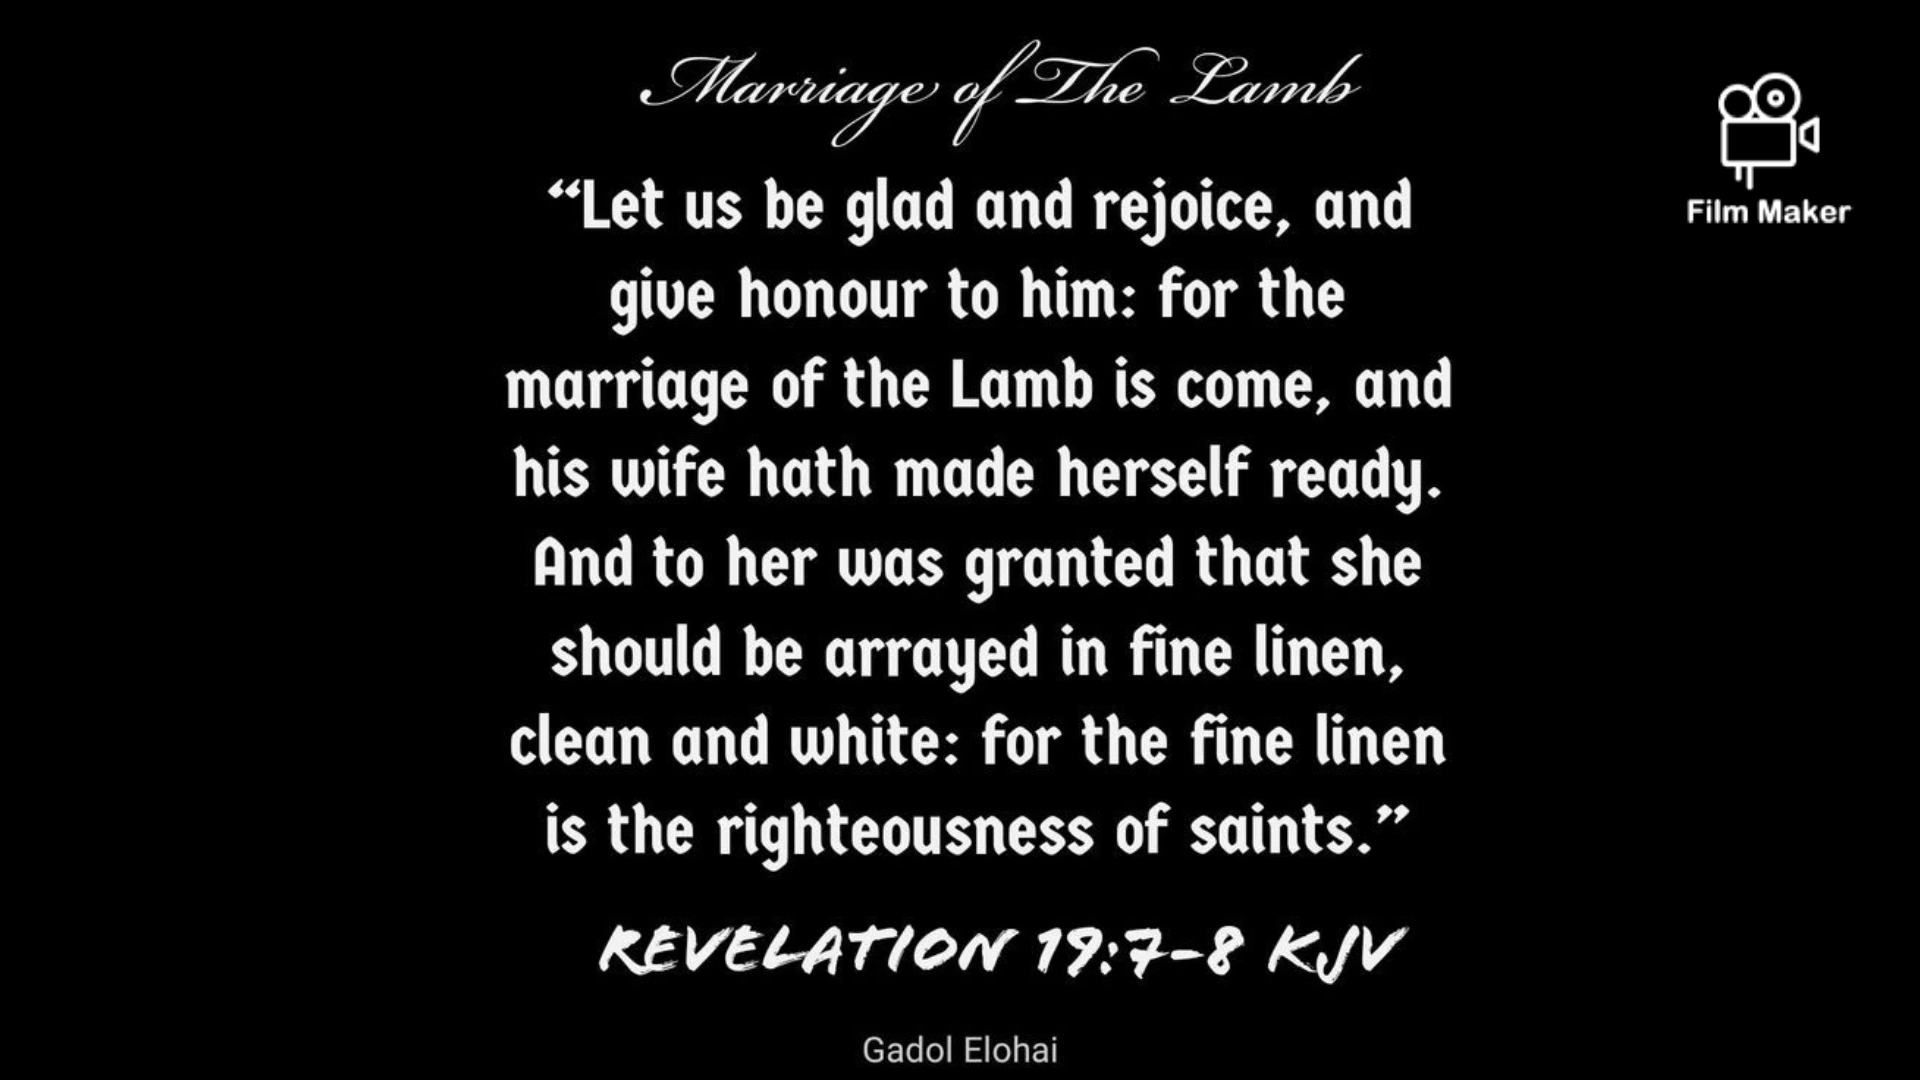 Marriage of The Lamb
“Let us be glad and rejoice, and
give honour to him: for the
marriage of the Lamb is come, and
his wife hath made herself ready.
And to her was granted that she
should be arrayed in fine linen,
clean and white: for the fine linen
is the righteousness of saints.”
REVELATION 19:7-8 KJV
Gadol Elohai
Film Maker